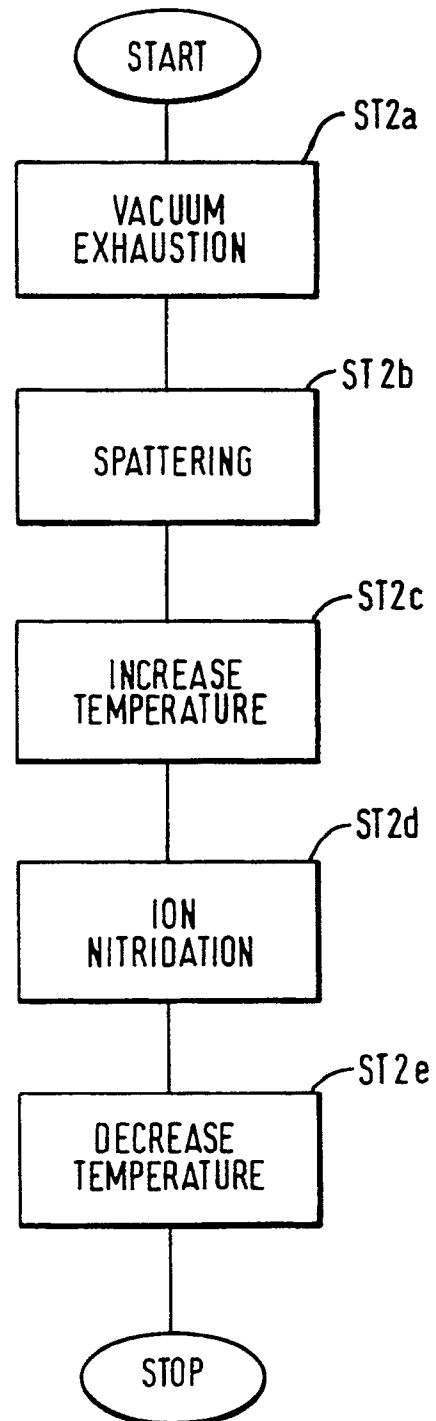 START
ST2a
VACUUM
EXHAUSTION
ST2b
SPATTERING
ST2c
INCREASE
TEMPERATURE
ST2d
ION
NITRIDATION
ST2e
DECREASE
TEMPERATURE
STOP